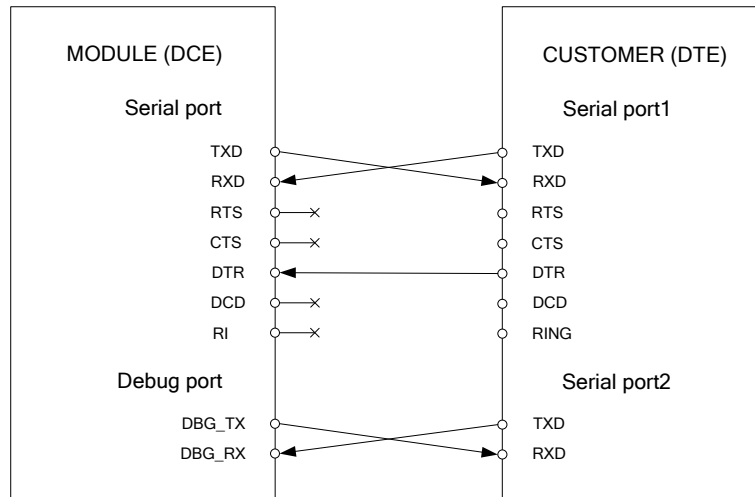 MODULE (DCE)
Serial port
TXD
RXD
RTS
CTS
DTR
DCD
RI
Debug port
DBG_TX
DBG_RX
CUSTOMER (DTE)
Serial port1
TXD
RXD
RTS
CTS
DTR
DCD
RING
Serial port2
TXD
RXD